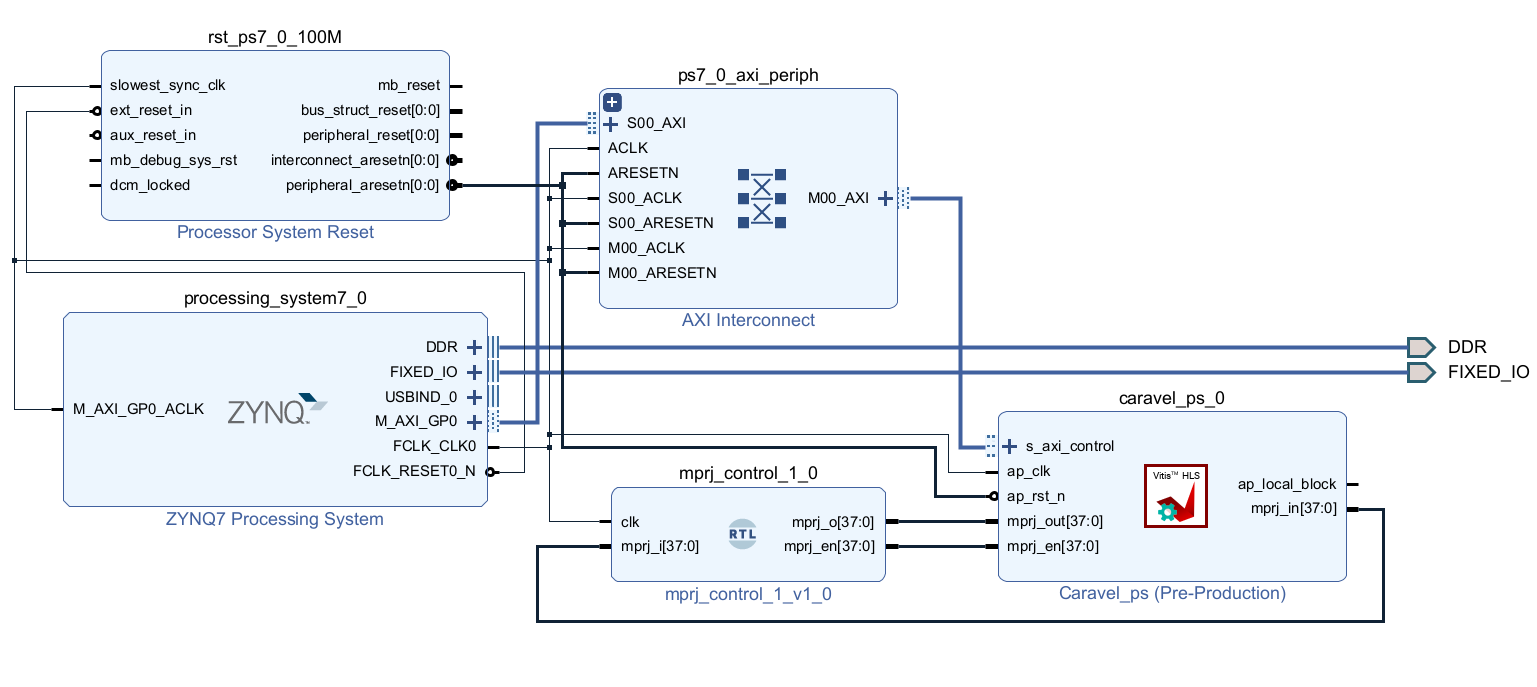 rst_ps7_0_100M
slowest_sync_clk
ext_reset_in
aux_reset_in
mb_debug_sys_rst
dcm_locked
mb_reset
bus_struct_reset[0:0]
peripheral_reset[0:0]
interconnect_aresetn[0:0]
peripheral_aresetn[0:0]
Processor System Reset
ps7_0_axi_periph
S00_AXI
ACLK
ARESETN
S00_ACLK
S00_ARESETN
M00_ACLK
M00_ARESETN
M00_AXI
AXI Interconnect
processing_system7_0
M_AXI_GP0_ACLK
ZYNQ™
DDR
FIXED_IO
USBIND_0
M_AXI_GP0
FCLK_CLK0
FCLK_RESET0_N
ZYNQ7 Processing System
DDR
FIXED_IO
mprj_control_1_0
clk
mprj_i[37:0]
RTL
mprj_o[37:0]
mprj_en[37:0]
mprj_control_1_v1_0
caravel_ps_0
s_axi_control
ap_clk
ap_rst_n
mprj_out[37:0]
mprj_en[37:0]
Vitis™ HLS
ap_local_block
mprj_in[37:0]
Caravel_ps (Pre-Production)